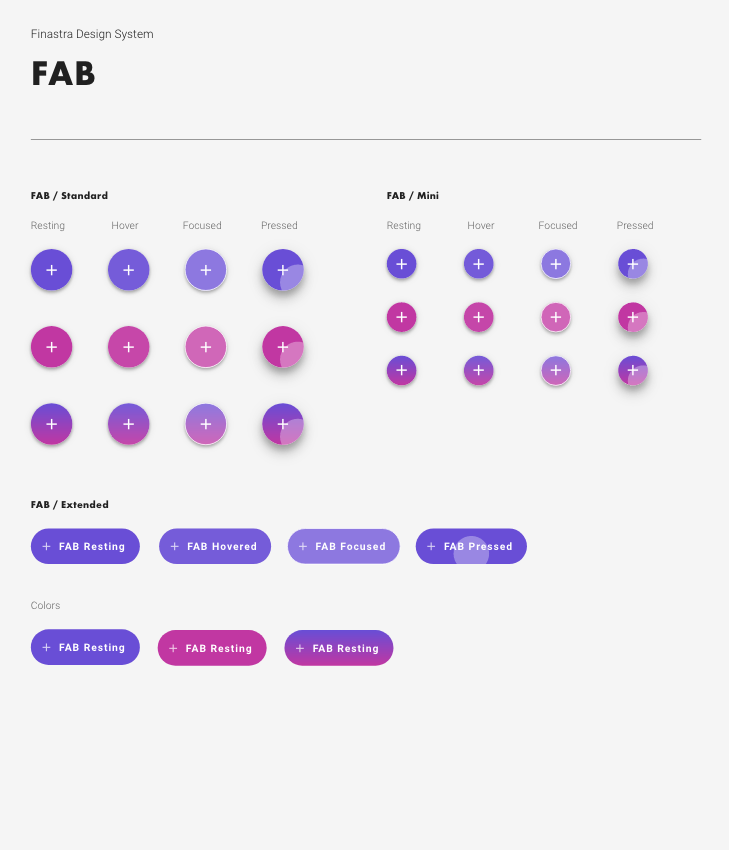 Finastra Design System
FAB
FAB / Standard
Resting Hover Focused Pressed
FAB / Mini
Resting Hover Focused Pressed
FAB / Extended
+ FAB Resting
+ FAB Hovered
+ FAB Focused
+ FAB Pressed
Colors
+ FAB Resting
+ FAB Resting
+ FAB Resting